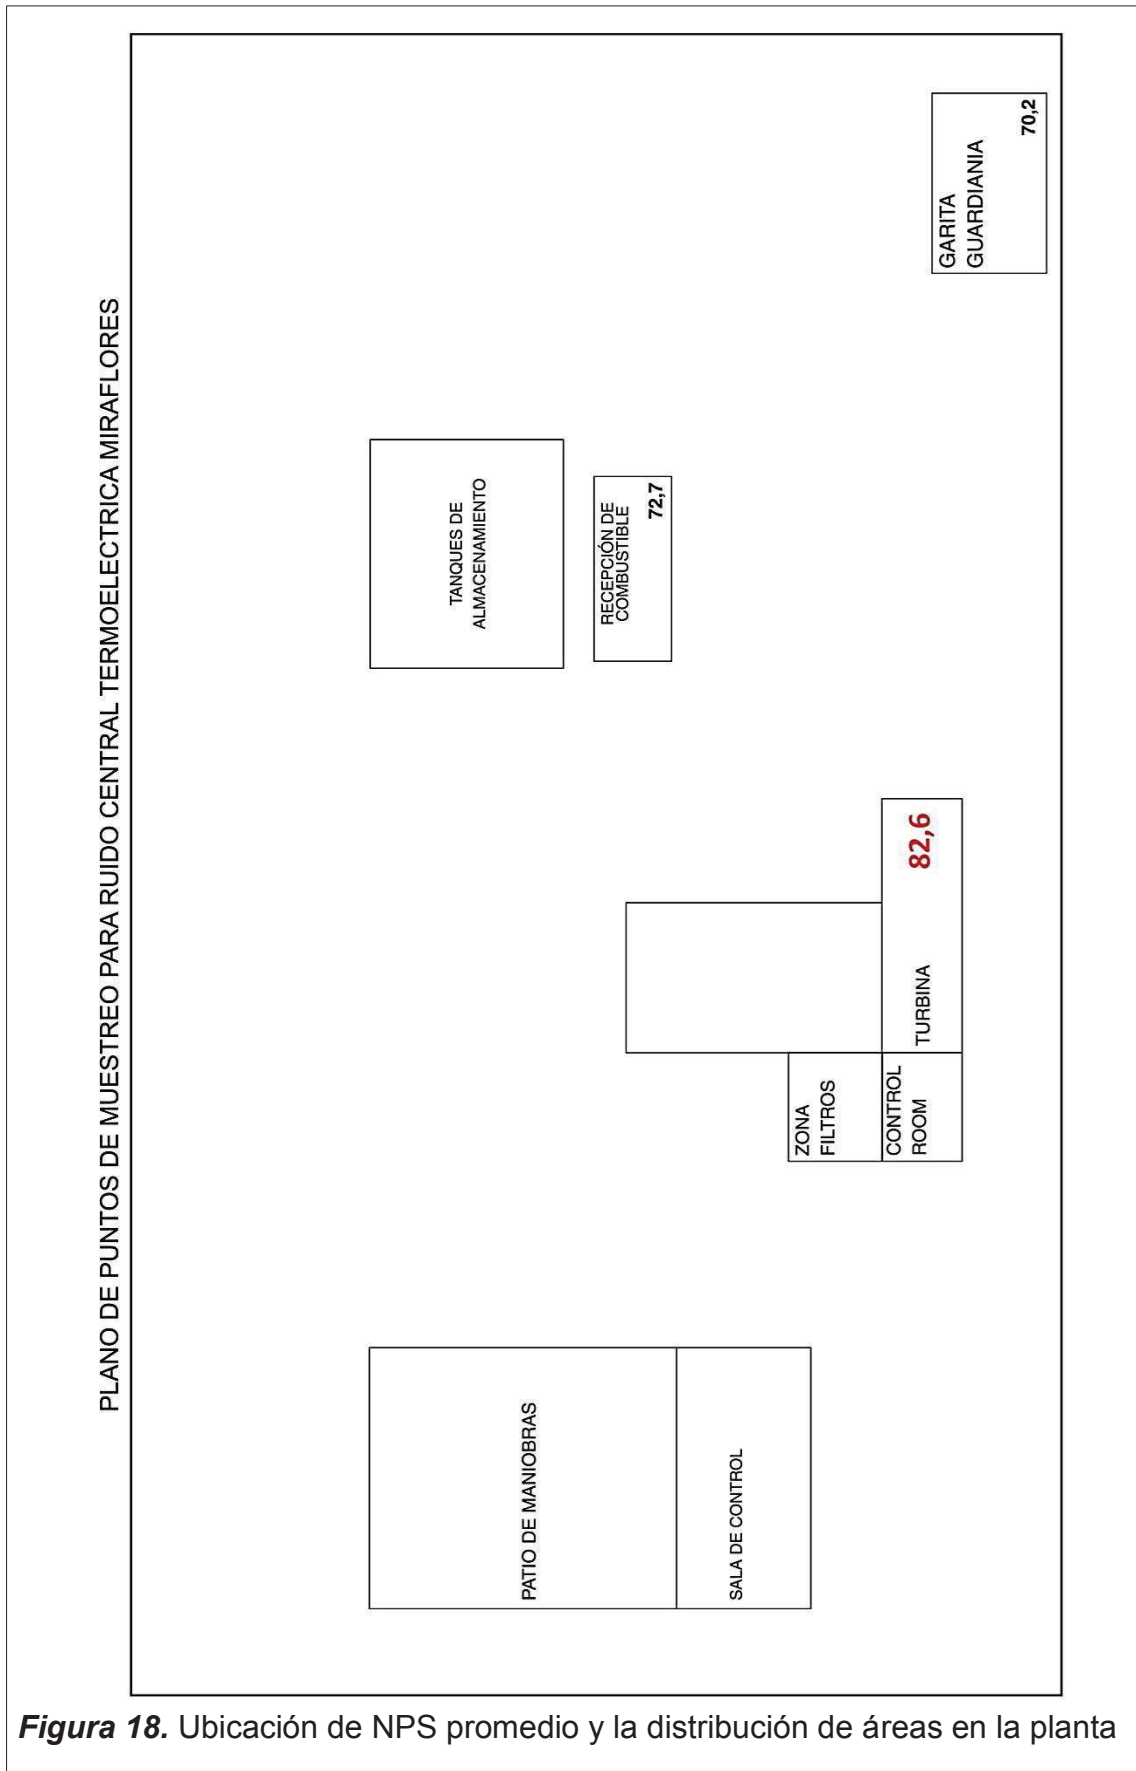 PLANO DE PUNTOS DE MUESTREO PARA RUIDO CENTRAL TERMOELECTRICA MIRAFLORES
PATIO DE MANIOBRAS
SALA DE CONTROL
ZONA
FILTROS
CONTROL
ROOM
TURBINA
82,6
TANQUES DE
ALMACENAMIENTO
RECEPCIÓN DE
COMBUSTIBLE
72,7
GARITA
GUARDIANIA
70,2
Figura 18. Ubicación de NPS promedio y la distribución de áreas en la planta